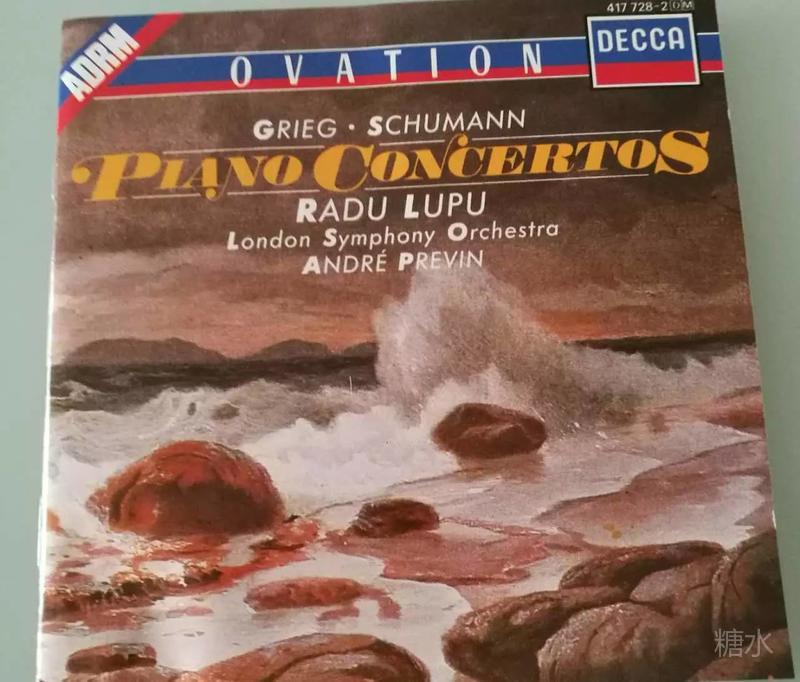 417 728-2 DM
ADRM
DECCA
OVATION
GRIEG · SCHUMANN
PIANO CONCERTOS
RADU LUPU
London Symphony Orchestra
ANDRÉ PREVIN
糖水